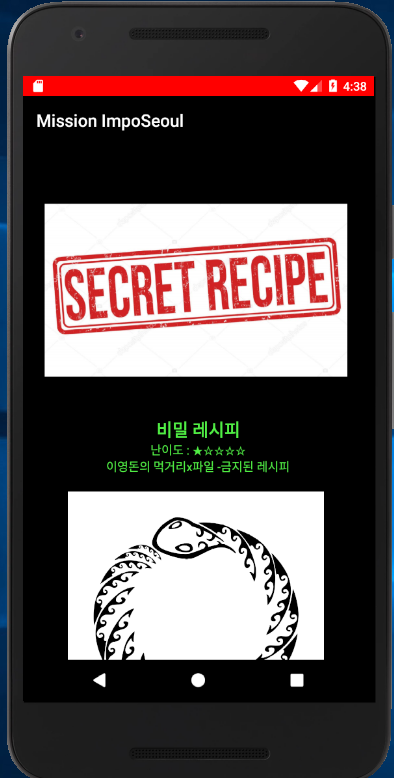 4:38
Mission ImpoSeoul
SECRET RECIPE
비밀 레시피
난이도 : ★☆☆☆☆
이영돈의 먹거리x파일 -금지된 레시피